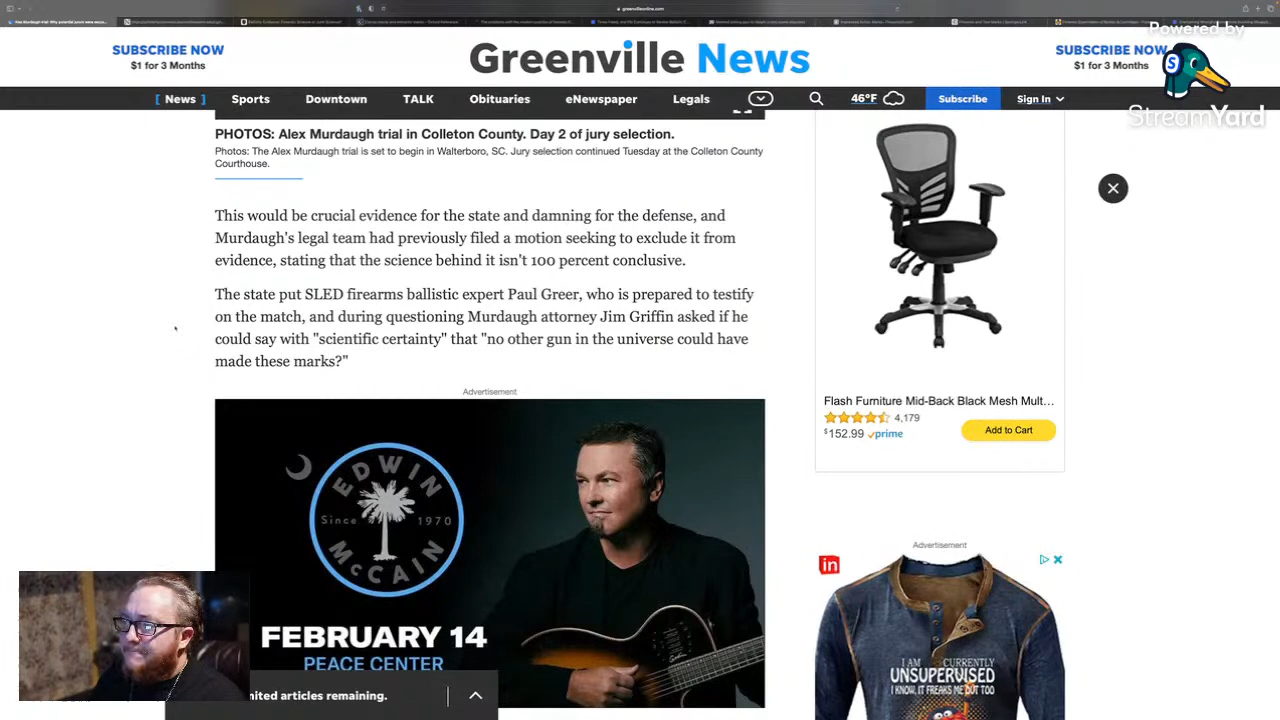 greenvilleonline.com
Powered by
StreamYard
SUBSCRIBE NOW
$1 for 3 Months
Greenville News
SUBSCRIBE NOW
$1 for 3 Months
[ News ] Sports Downtown TALK Obituaries eNewspaper Legals 46°F Subscribe Sign In
PHOTOS: Alex Murdaugh trial in Colleton County. Day 2 of jury selection.
Photos: The Alex Murdaugh trial is set to begin in Walterboro, SC. Jury selection continued Tuesday at the Colleton County
Courthouse.
This would be crucial evidence for the state and damning for the defense, and
Murdaugh's legal team had previously filed a motion seeking to exclude it from
evidence, stating that the science behind it isn't 100 percent conclusive.
The state put SLED firearms ballistic expert Paul Greer, who is prepared to testify
on the match, and during questioning Murdaugh attorney Jim Griffin asked if he
could say with "scientific certainty" that "no other gun in the universe could have
made these marks?"
Advertisement
EDWIN
Since 1970
McCAIN
FEBRUARY 14
PEACE CENTER
nited articles remaining.
Flash Furniture Mid-Back Black Mesh Mult...
4,179
$152.99 prime
Add to Cart
Advertisement
in
I AM CURRENTLY
UNSUPERVISED
I KNOW, IT FREAKS ME OUT TOO